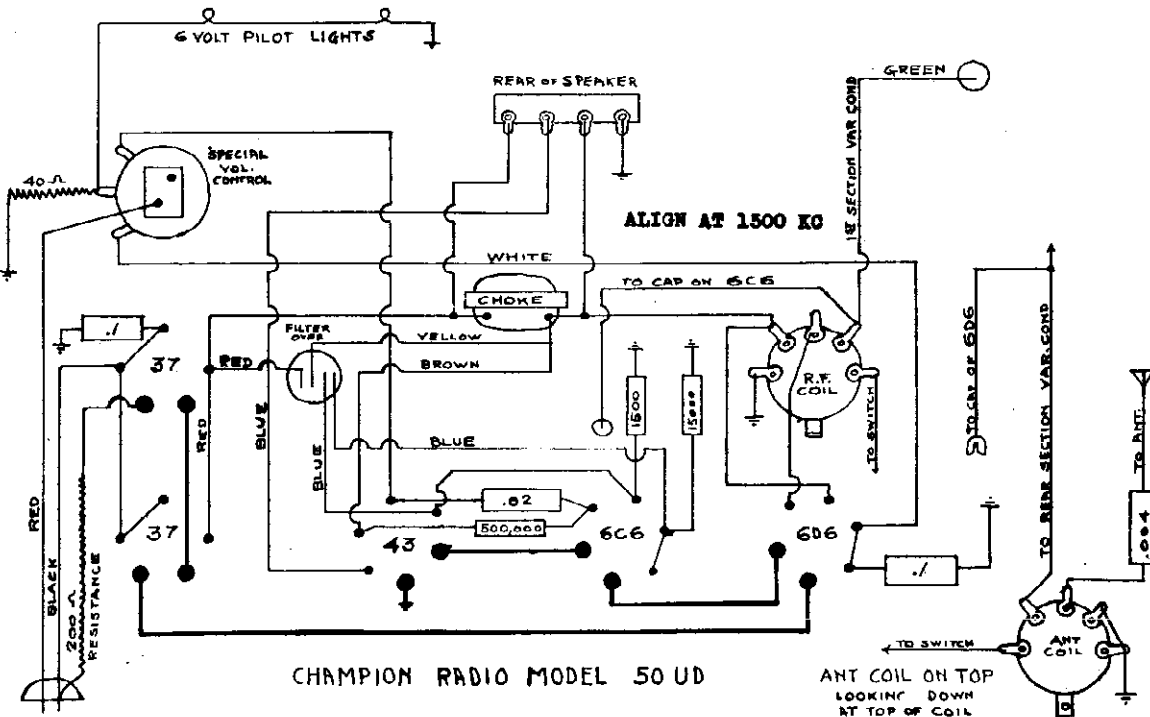 6 VOLT PILOT LIGHTS
GREEN
REAR OF SPEAKER
1ST SECTION VAR COND
SPECIAL
VOL.
CONTROL
40 Ω
ALIGN AT 1500 KC
WHITE
TO CAP ON 6C6
CHOKE
.1
FILTER
OVER
YELLOW
37
RED
BROWN
R.F.
COIL
1500
15000
TO SWITCH
TO CAP OF 6D6
TO REAR SECTION VAR. COND
TO ANT.
RED
BLUE
BLUE
BLUE
.02
500,000
37
43
6C6
6D6
.1
.004
RED
BLACK
200 Ω
RESISTANCE
TO SWITCH
ANT
COIL
CHAMPION RADIO MODEL 50 UD
ANT COIL ON TOP
LOOKING DOWN
AT TOP OF COIL